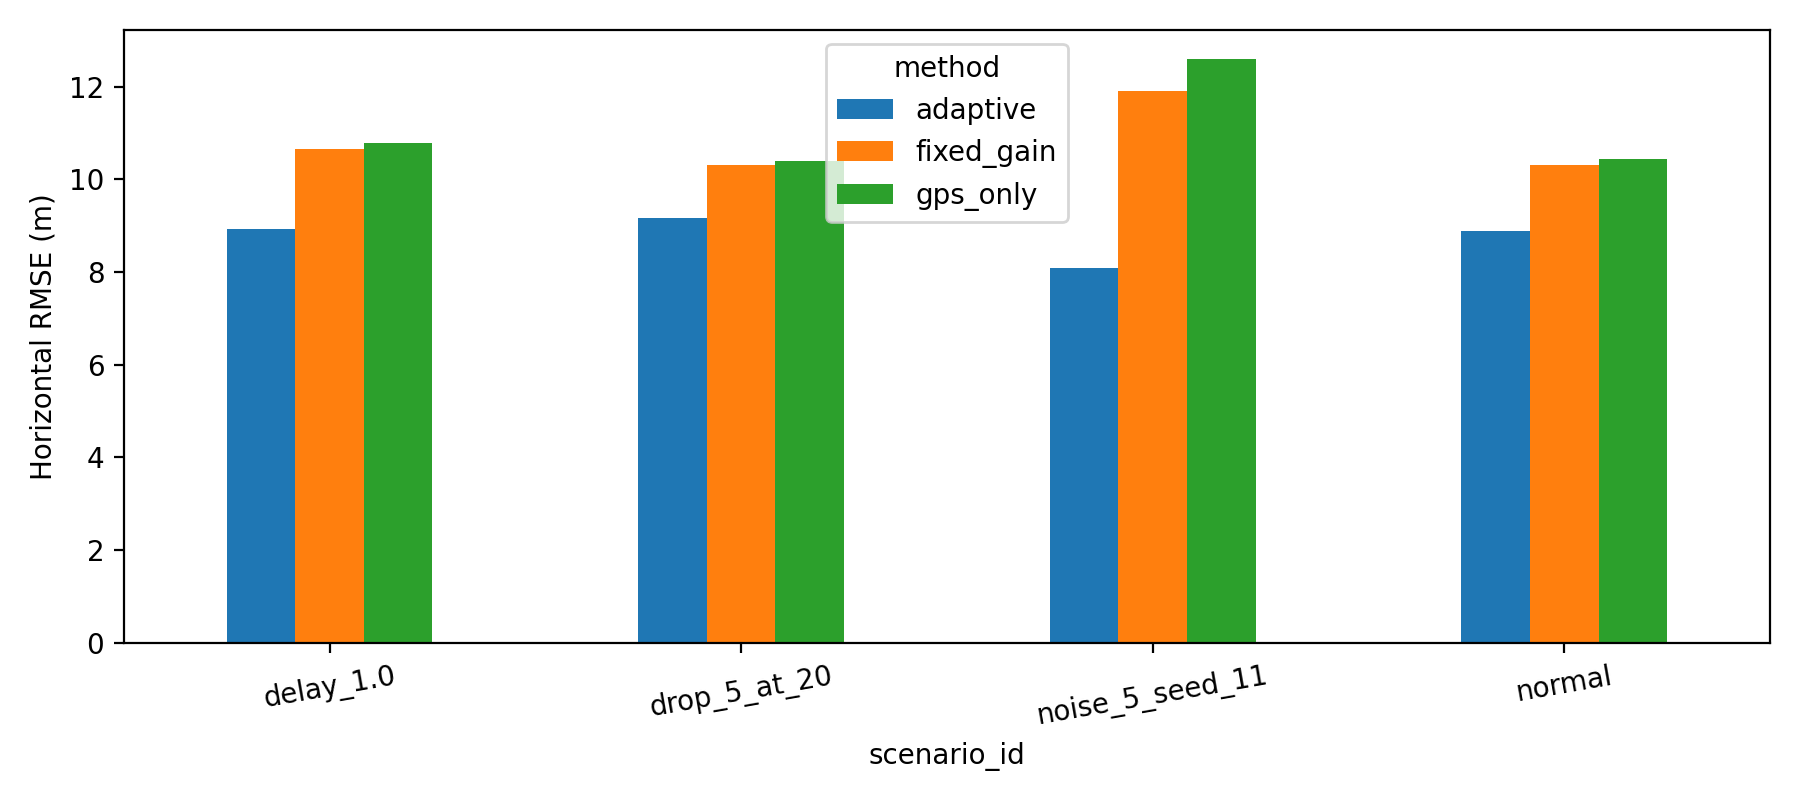 12
10
8
6
4
2
0
Horizontal RMSE (m)
method
adaptive
fixed_gain
gps_only
delay_1.0
drop_5_at_20
noise_5_seed_11
normal
scenario_id